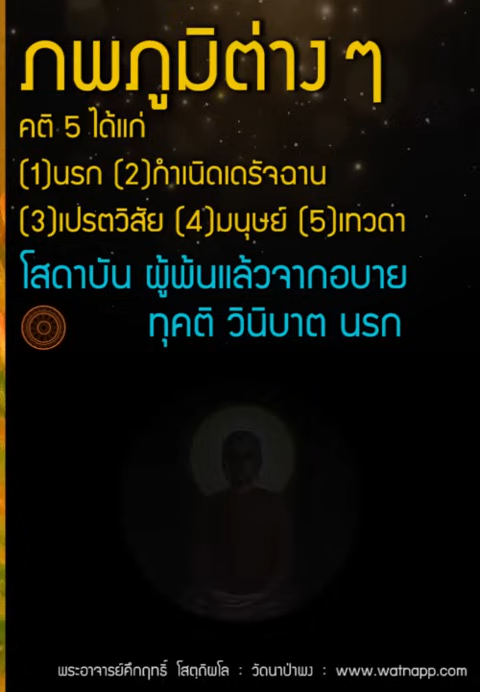 ภพภูมิต่าง ๆ
คติ 5 ได้แก่
(1)นรก (2)กำเนิดเดรัจฉาน
(3)เปรตวิสัย (4)มนุษย์ (5)เทวดา
โสดาบัน ผู้พ้นแล้วจากอบาย
ทุคติ วินิบาต นรก
พระอาจารย์คึกฤทธิ์ โสตฺถิผโล : วัดนาป่าพง : www.watnapp.com